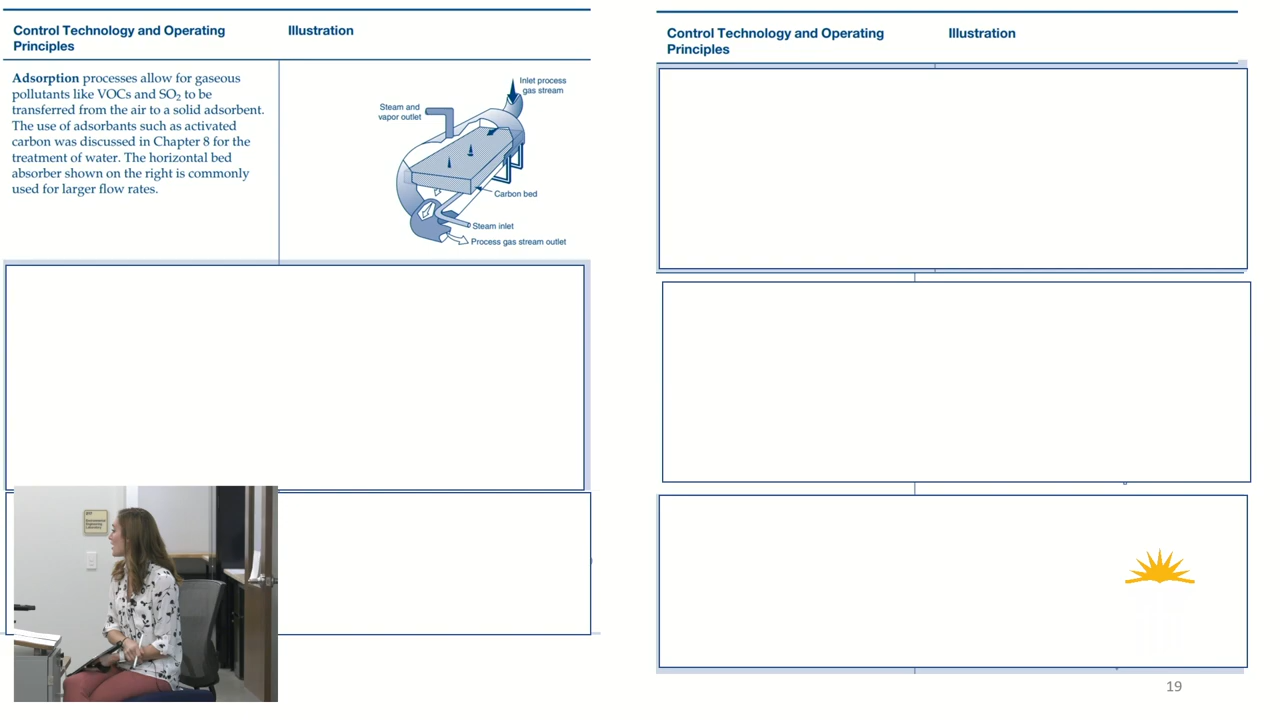 Control Technology and Operating
Principles
Illustration
Adsorption processes allow for gaseous
pollutants like VOCs and SO₂ to be
transferred from the air to a solid adsorbent.
The use of adsorbants such as activated
carbon was discussed in Chapter 8 for the
treatment of water. The horizontal bed
absorber shown on the right is commonly
used for larger flow rates.
Inlet process
gas stream
Steam and
vapor outlet
Carbon bed
Steam inlet
Process gas stream outlet
Control Technology and Operating
Principles
Illustration
19